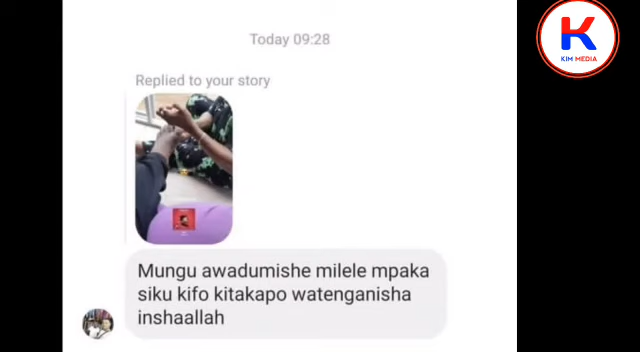 Today 09:28
Replied to your story
Mungu awadumishe milele mpaka
siku kifo kitakapo watenganisha
inshaallah
K
KIM MEDIA